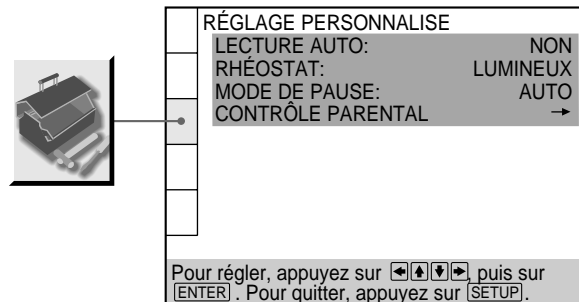 RÉGLAGE PERSONNALISE
LECTURE AUTO: NON
RHÉOSTAT: LUMINEUX
MODE DE PAUSE: AUTO
CONTRÔLE PARENTAL →
Pour régler, appuyez sur ←↑↓→, puis sur
ENTER . Pour quitter, appuyez sur SETUP.